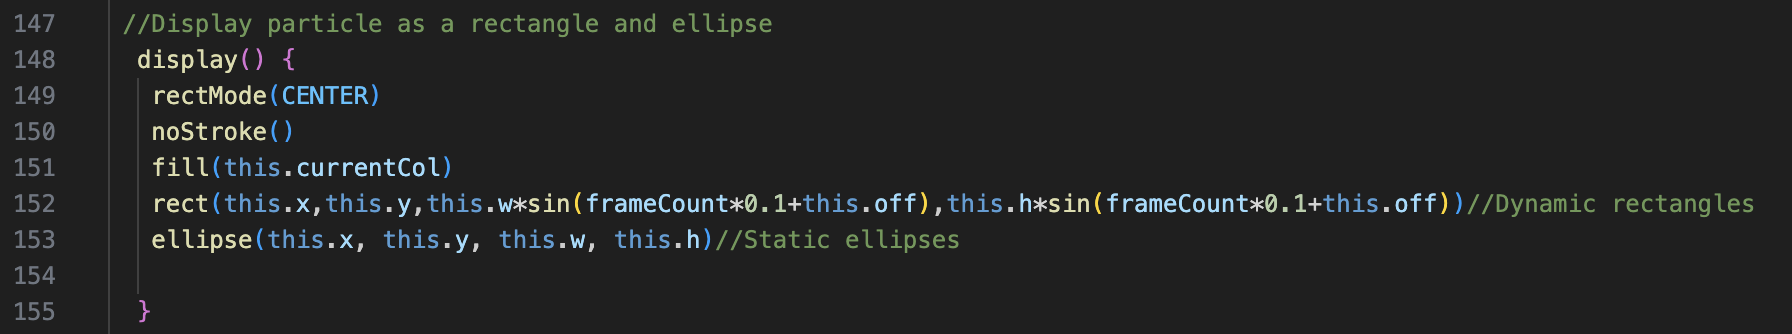 147 //Display particle as a rectangle and ellipse
148 display() {
149 rectMode(CENTER)
150 noStroke()
151 fill(this.currentCol)
152 rect(this.x,this.y,this.w*sin(frameCount*0.1+this.off),this.h*sin(frameCount*0.1+this.off))//Dynamic rectangles
153 ellipse(this.x, this.y, this.w, this.h)//Static ellipses
154
155 }